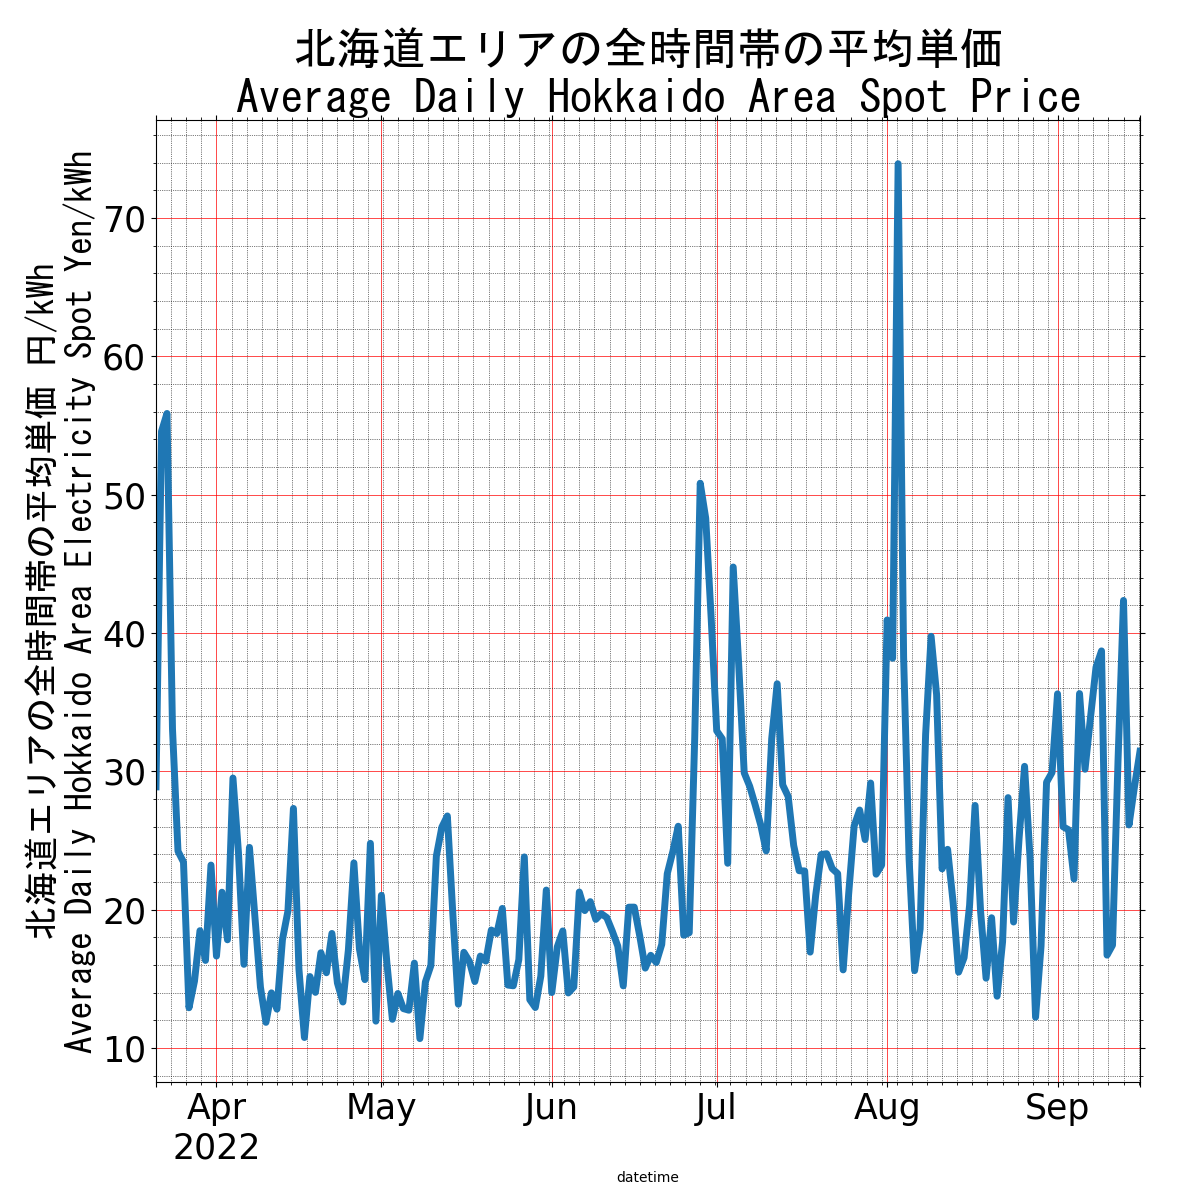 北海道エリアの全時間帯の平均単価
Average Daily Hokkaido Area Spot Price
北海道エリアの全時間帯の平均単価 円/kWh
Average Daily Hokkaido Area Electricity Spot Yen/kWh
70
60
50
40
30
20
10
Apr May Jun Jul Aug Sep
2022
datetime